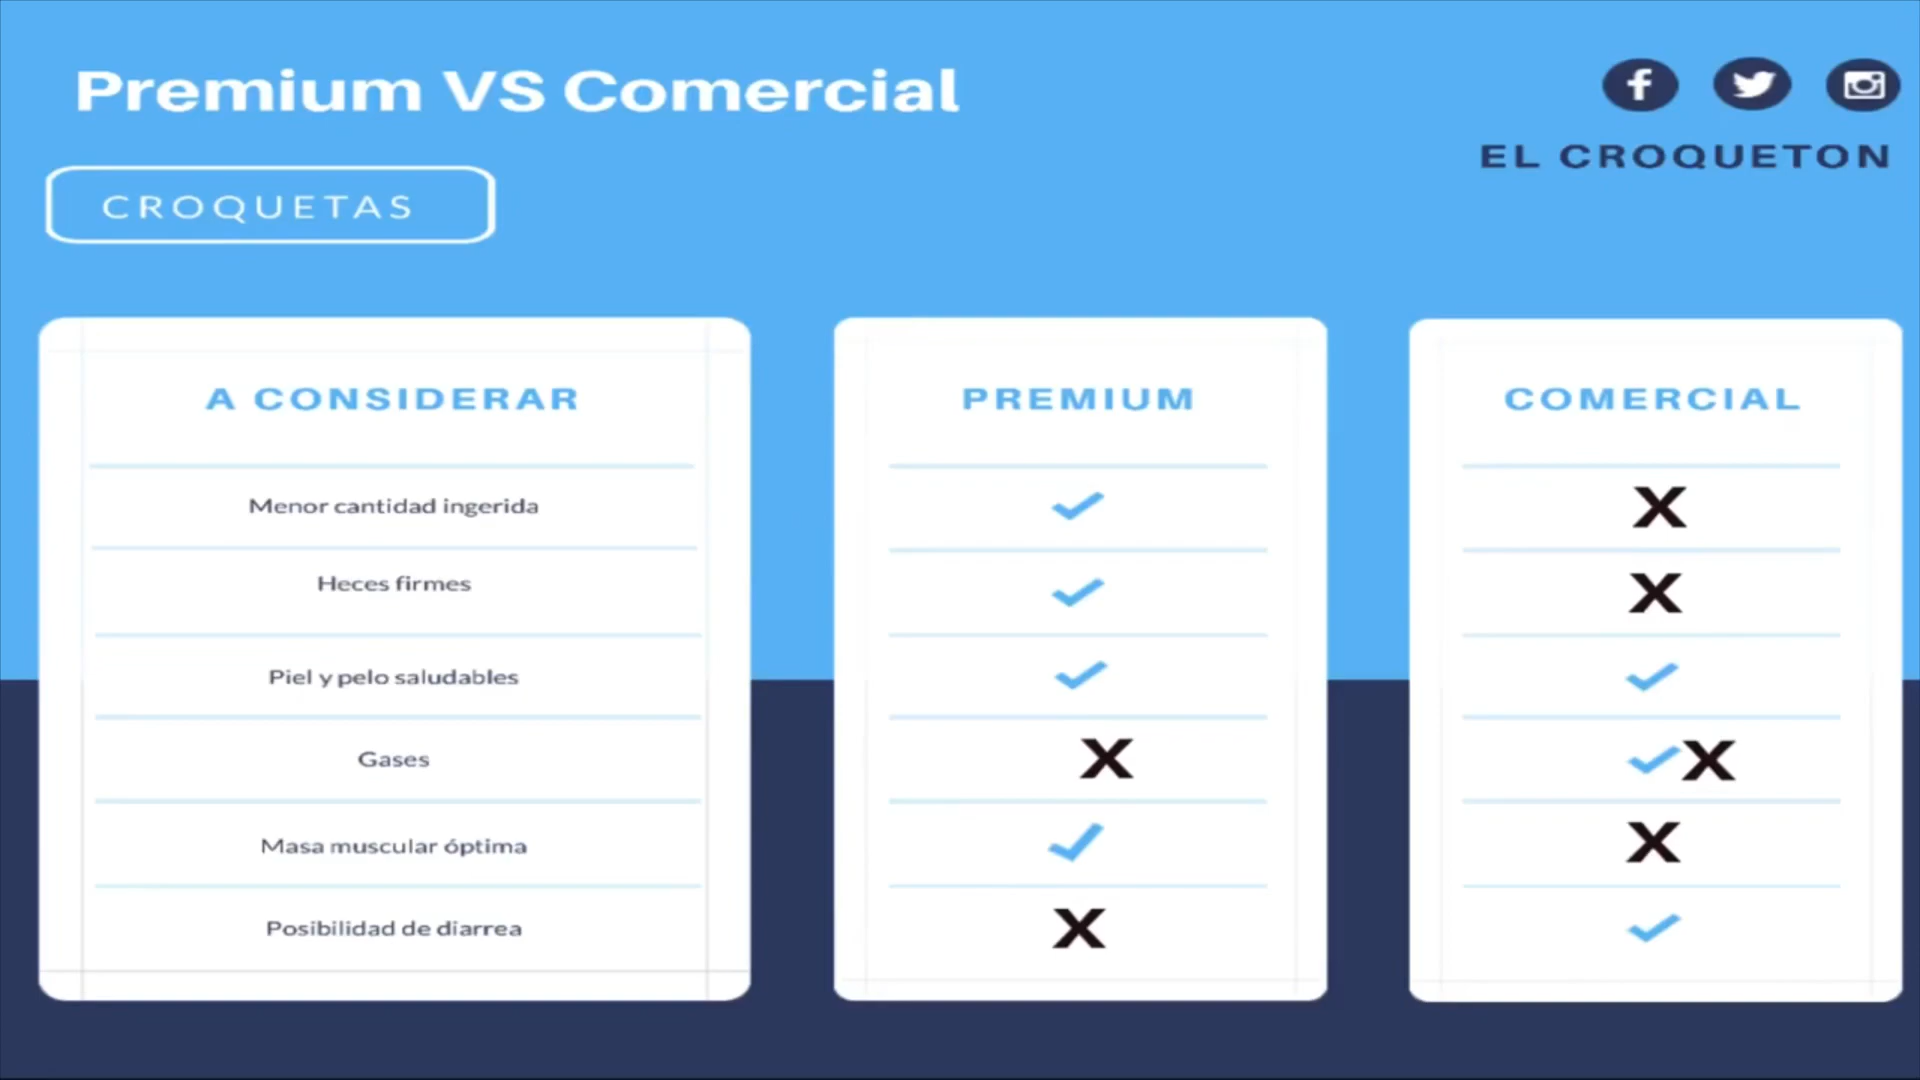 Premium VS Comercial
EL CROQUETON
CROQUETAS
A CONSIDERAR
PREMIUM
COMERCIAL
Menor cantidad ingerida
X
Heces firmes
X
Piel y pelo saludables
Gases
X
X
Masa muscular óptima
X
Posibilidad de diarrea
X